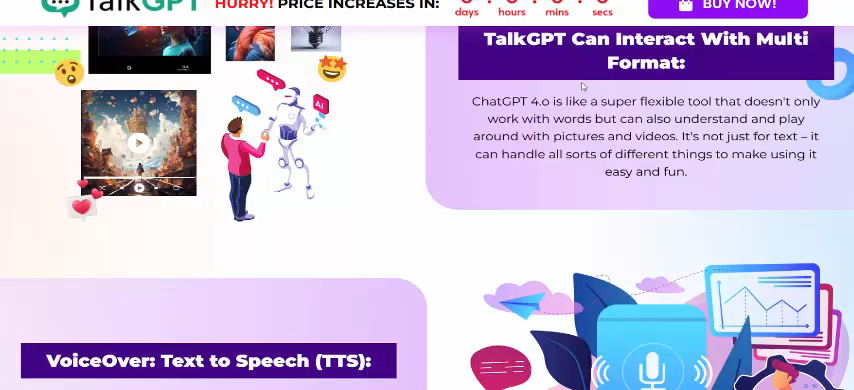 TalkGPT
HURRY! PRICE INCREASES IN:
days hours mins secs
BUY NOW!
TalkGPT Can Interact With Multi
Format:
ChatGPT 4.o is like a super flexible tool that doesn't only
work with words but can also understand and play
around with pictures and videos. It's not just for text – it
can handle all sorts of different things to make using it
easy and fun.
AI
VoiceOver: Text to Speech (TTS):